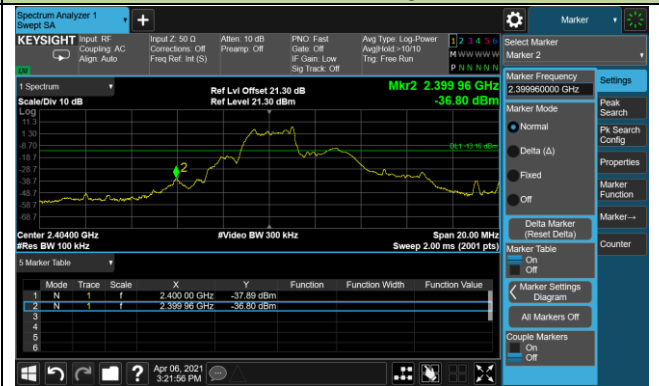 Spectrum Analyzer 1
Swept SA
Marker
KEYSIGHT
Input: RF
Coupling: AC
Align: Auto
Input Z: 50 Ω
Corrections: Off
Freq Ref: Int (S)
Atten: 10 dB
Preamp: Off
PNO: Fast
Gate: Off
IF Gain: Low
Sig Track: Off
Avg Type: Log-Power
Avg|Hold:>10/10
Trig: Free Run
1 2 3 4 5 6
M W W W W W
P N N N N N
LXI
Select Marker
Marker 2
1 Spectrum
Scale/Div 10 dB
Log
Ref Lvl Offset 21.30 dB
Ref Level 21.30 dBm
Mkr2 2.399 96 GHz
-36.80 dBm
11.3
1.30
-8.70
-18.7
-28.7
-38.7
-48.7
-58.7
-68.7
2
DL1 -13.16 dBm
Center 2.40400 GHz
#Res BW 100 kHz
#Video BW 300 kHz
Span 20.00 MHz
Sweep 2.00 ms (2001 pts)
5 Marker Table
Mode Trace Scale X Y Function Function Width Function Value
1 N 1 f 2.400 00 GHz -37.89 dBm
2 N 1 f 2.399 96 GHz -36.80 dBm
3
4
5
6
Marker Frequency
2.399960000 GHz
Marker Mode
Normal
Delta (Δ)
Fixed
Off
Delta Marker
(Reset Delta)
Marker Table
On
Off
Marker Settings
Diagram
All Markers Off
Couple Markers
On
Off
Settings
Peak
Search
Pk Search
Config
Properties
Marker
Function
Marker→
Counter
?
Apr 06, 2021
3:21:56 PM